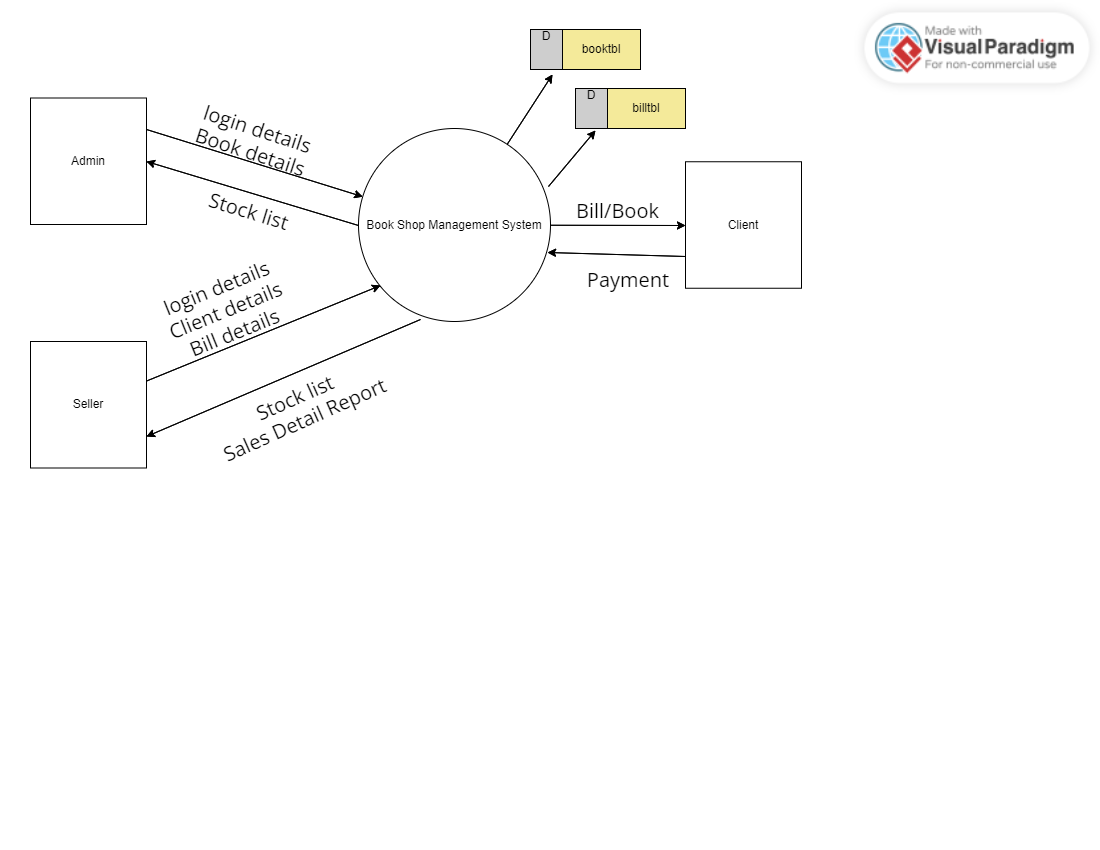 D
booktbl
D
billtbl
Made with
Visual Paradigm
For non-commercial use
Admin
login details
Book details
Stock list
Book Shop Management System
Bill/Book
Payment
Client
login details
Client details
Bill details
Seller
Stock list
Sales Detail Report